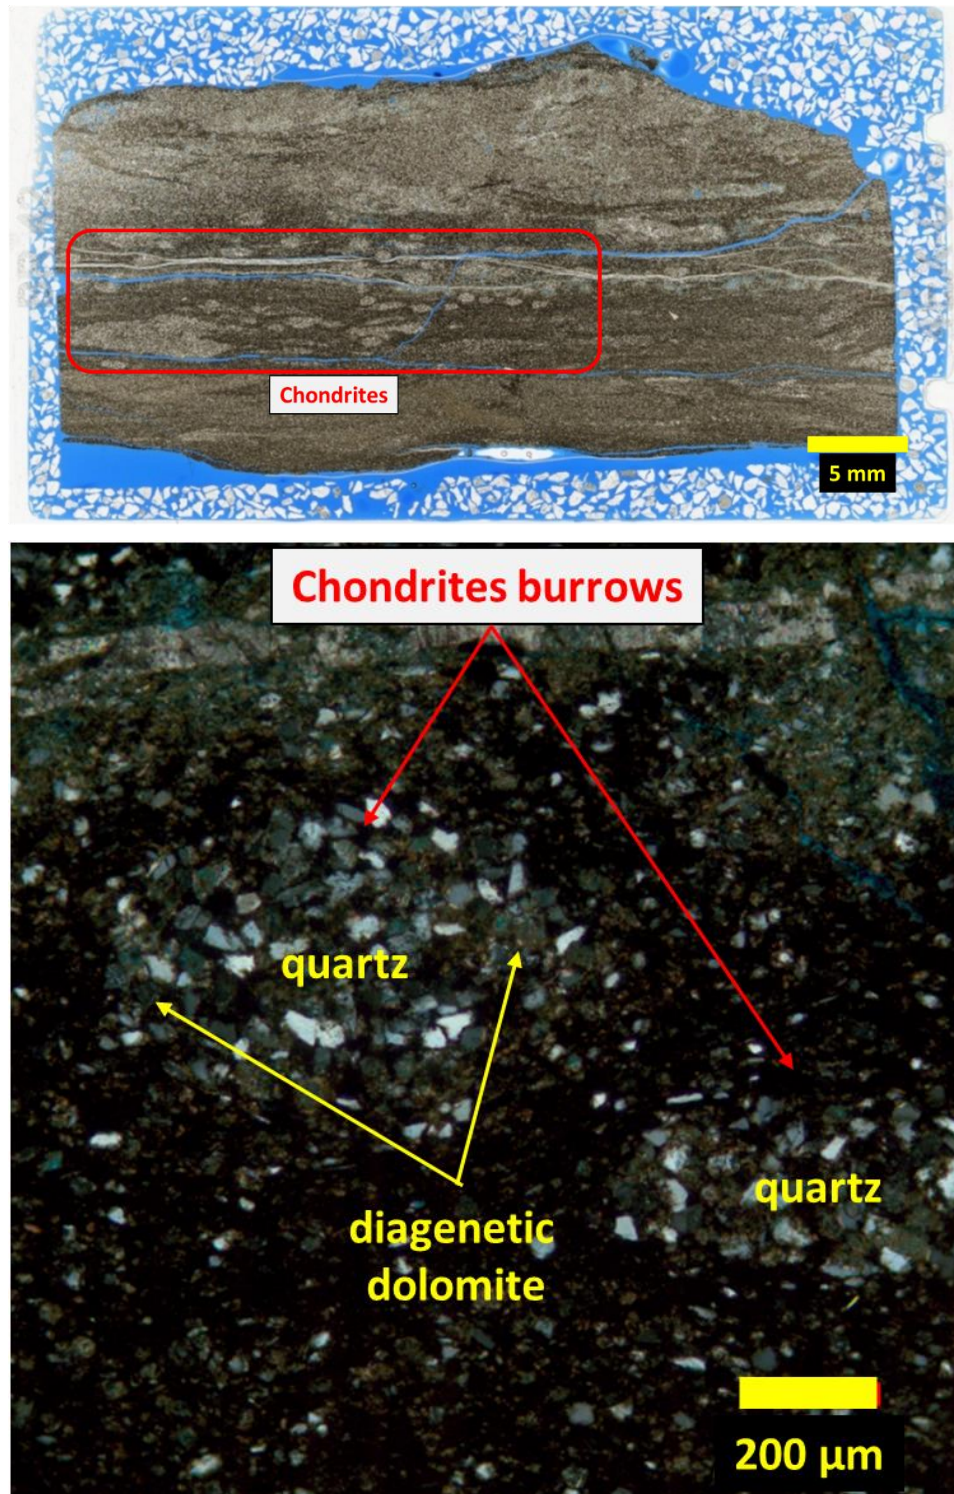 Chondrites
5 mm
Chondrites burrows
quartz
quartz
diagenetic
dolomite
200 µm